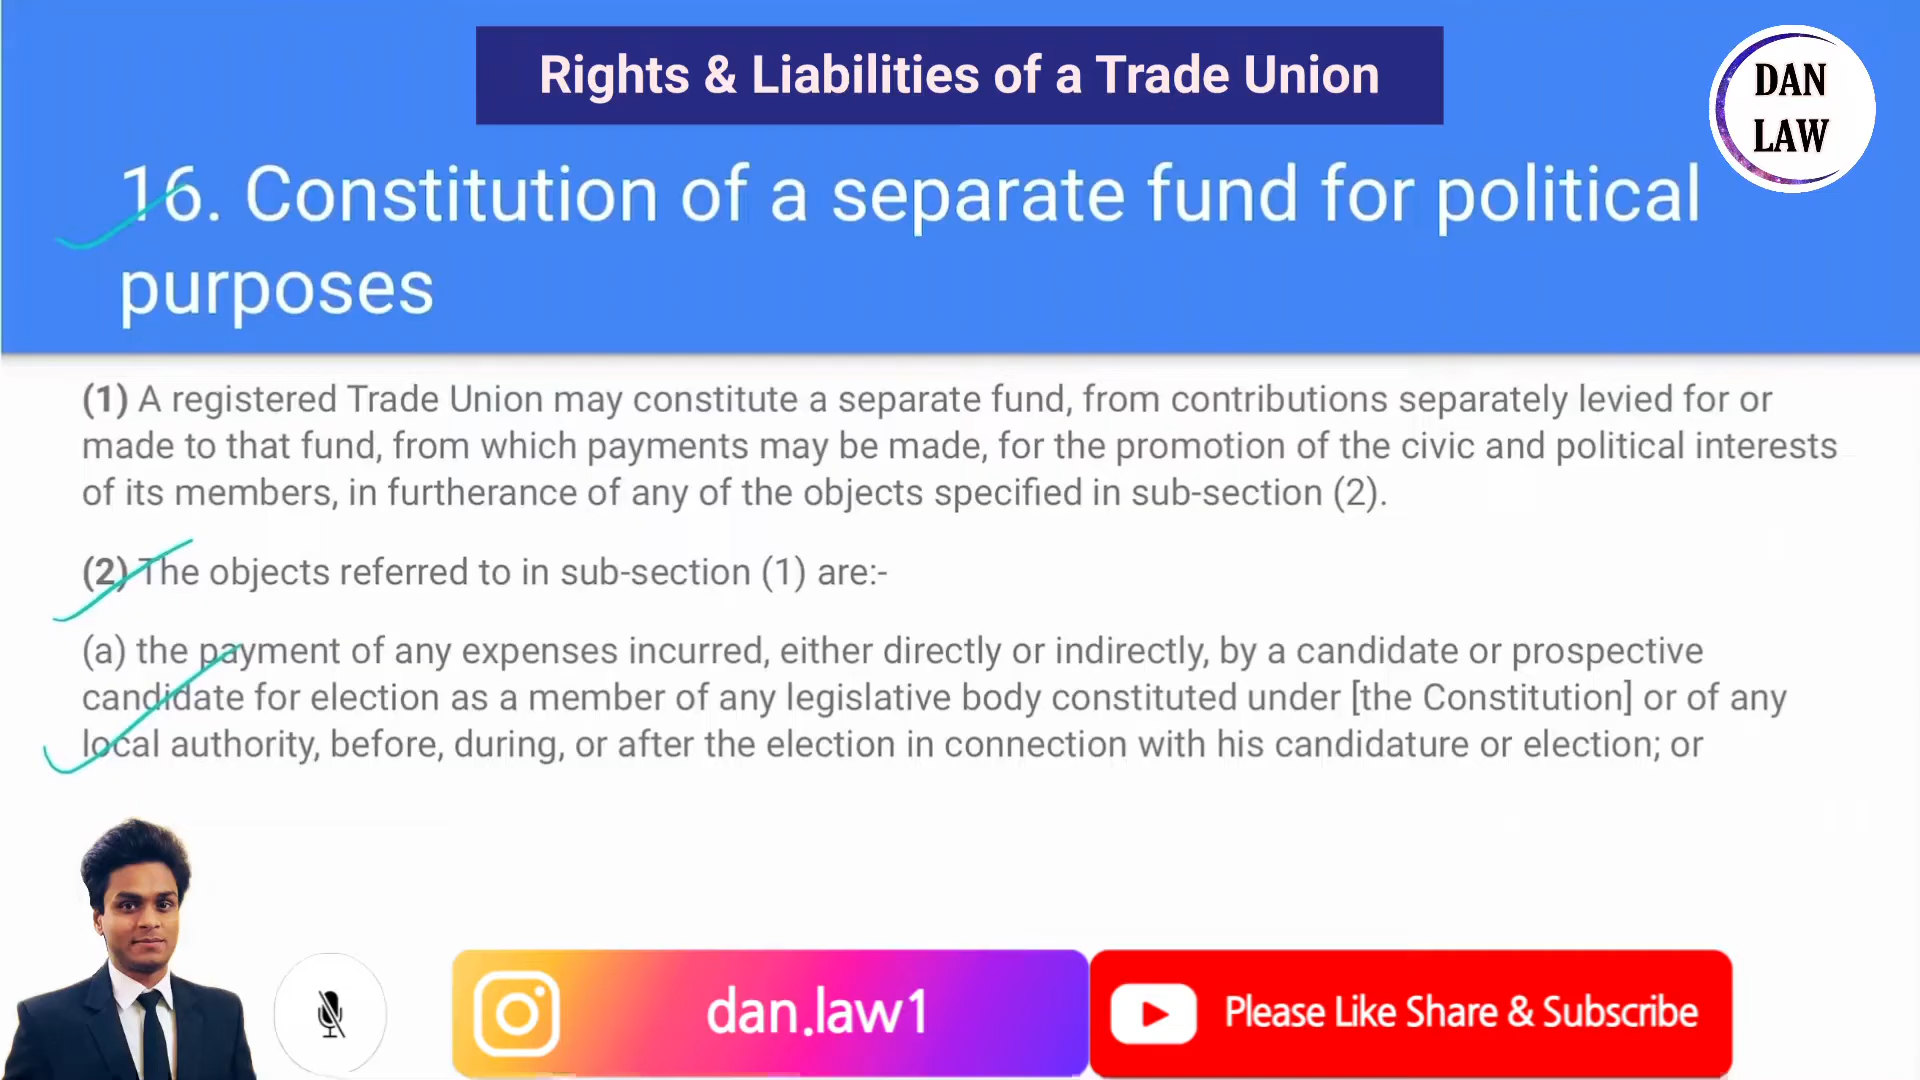 Rights & Liabilities of a Trade Union
DAN
LAW
16. Constitution of a separate fund for political
purposes
(1) A registered Trade Union may constitute a separate fund, from contributions separately levied for or
made to that fund, from which payments may be made, for the promotion of the civic and political interests
of its members, in furtherance of any of the objects specified in sub-section (2).
(2) The objects referred to in sub-section (1) are:-
(a) the payment of any expenses incurred, either directly or indirectly, by a candidate or prospective
candidate for election as a member of any legislative body constituted under [the Constitution] or of any
local authority, before, during, or after the election in connection with his candidature or election; or
dan.law1
Please Like Share & Subscribe